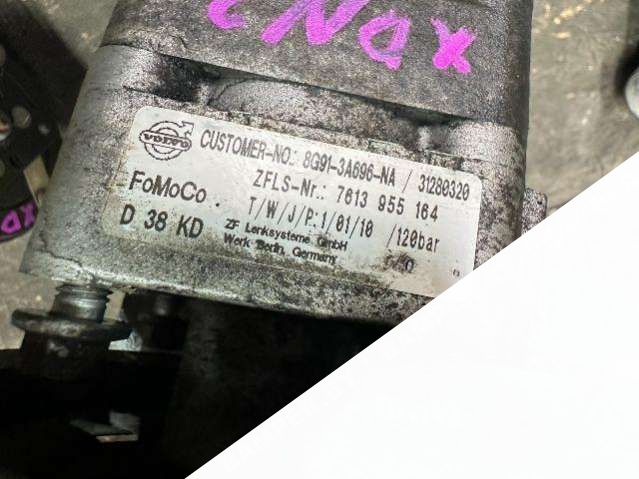 VOLVO
CUSTOMER-NO.: 8G91-3A696-NA / 31280320
ZFLS-Nr.: 7613 955 164
FoMoCo.
T/W/J/P:1/01/10 /120bar
D 38 KD
ZF Lenksysteme GmbH
Werk Berlin, Germany